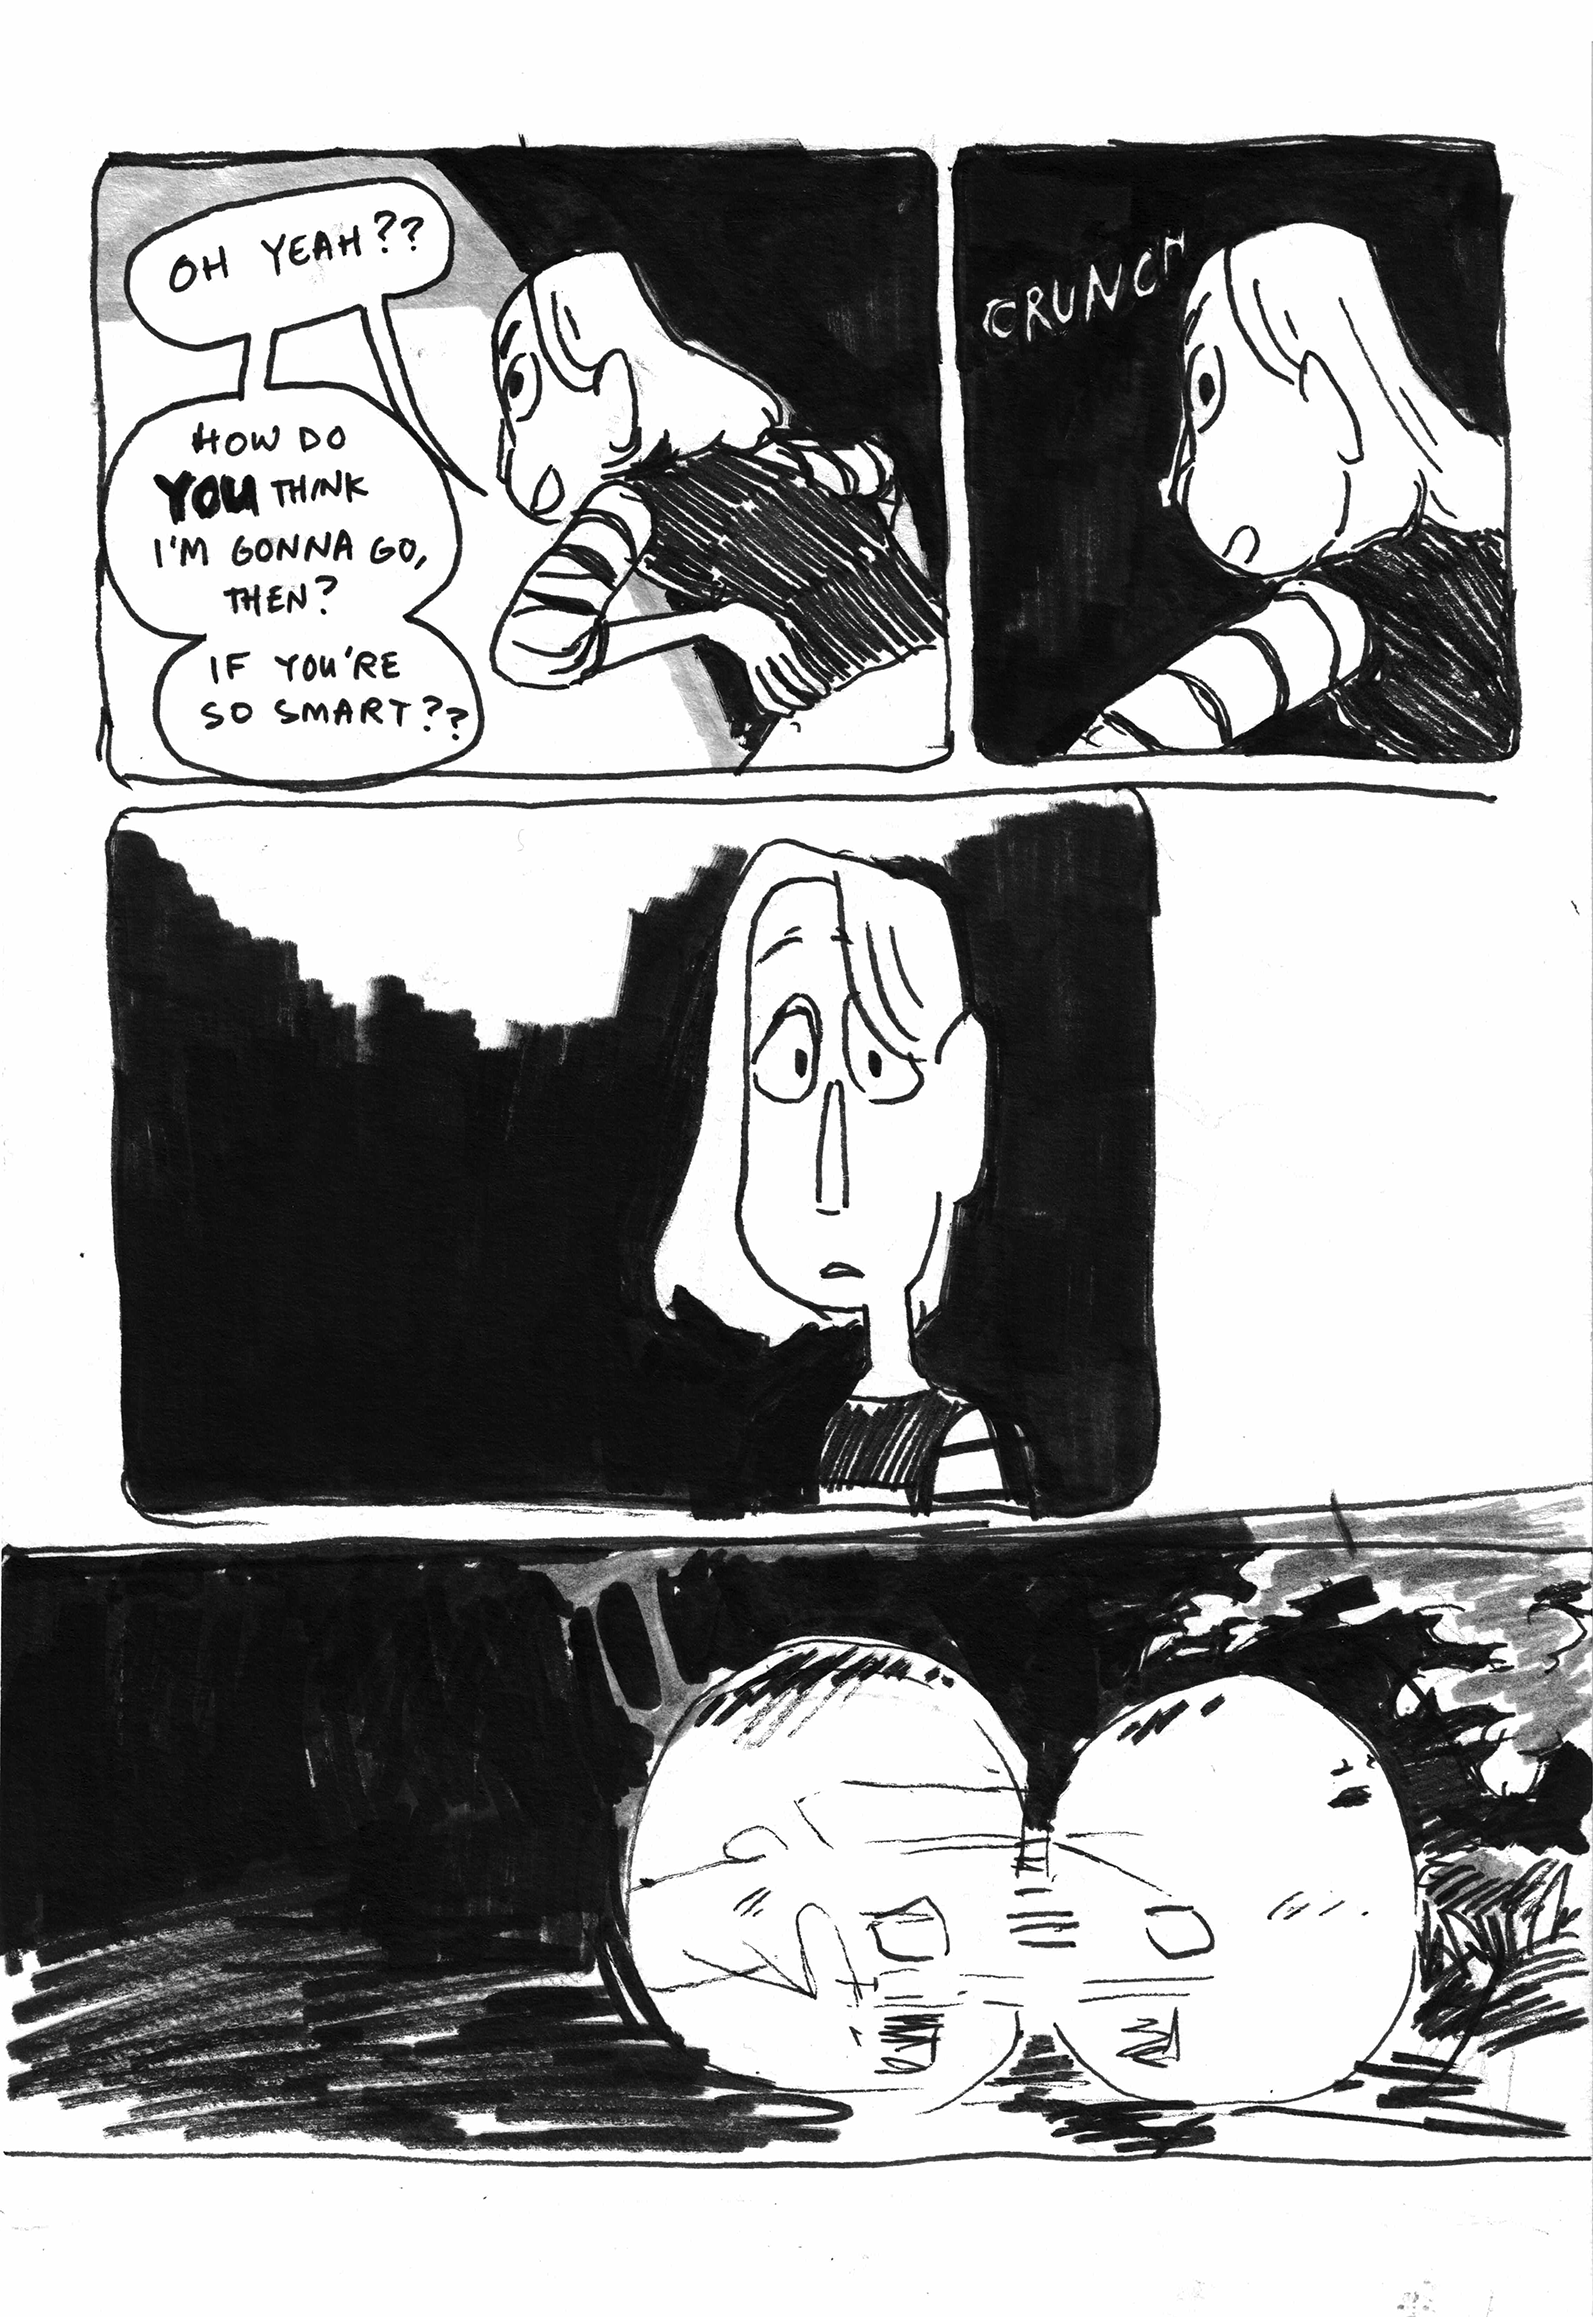 OH YEAH??
HOW DO
YOU THINK
I'M GONNA GO,
THEN?
IF YOU'RE
SO SMART??
CRUNCH